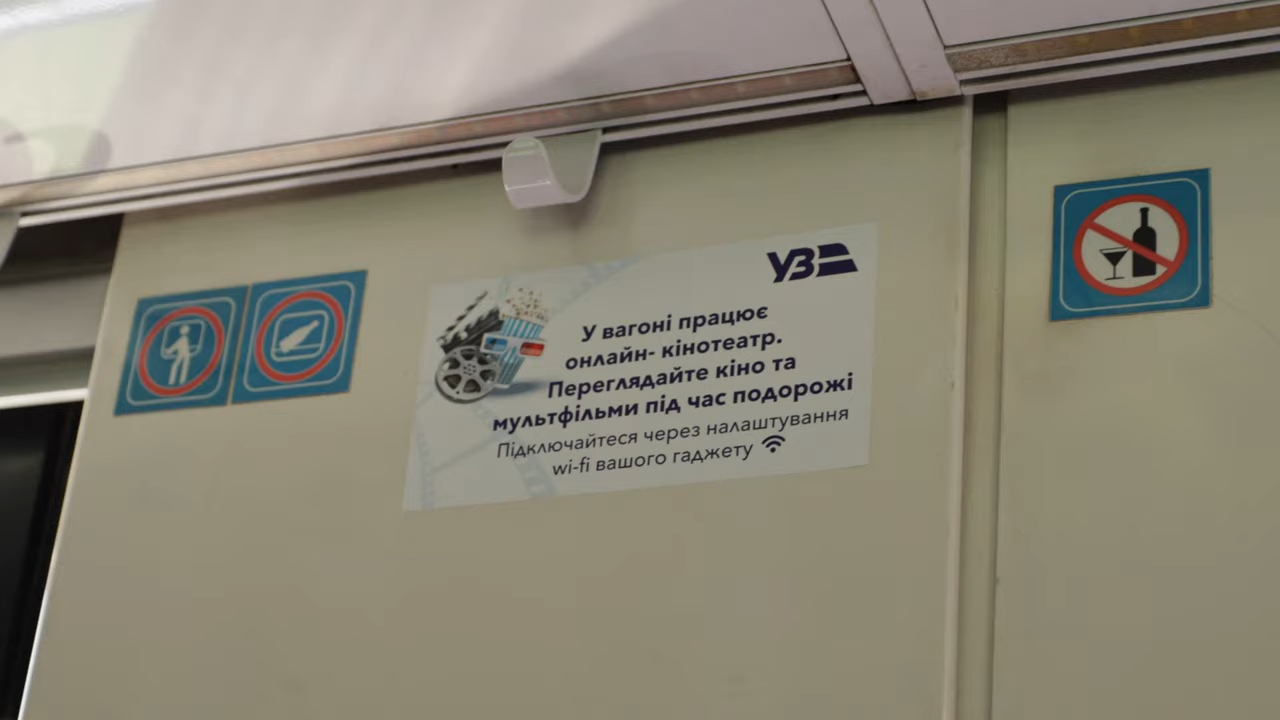 УЗ
У вагоні працює
онлайн- кінотеатр.
Переглядайте кіно та
мультфільми під час подорожі
Підключайтеся через налаштування
wi-fi вашого гаджету